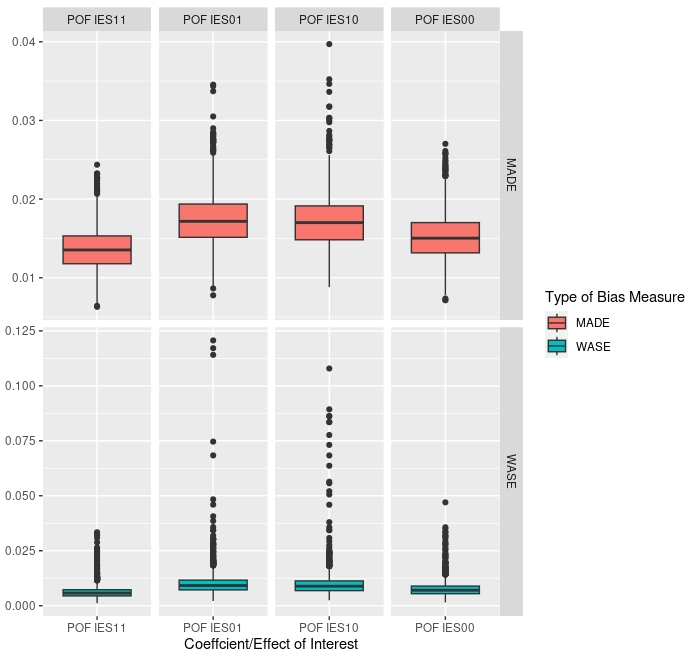 POF IES11 POF IES01 POF IES10 POF IES00
0.04
0.03
0.02
0.01
MADE
0.125
0.100
0.075
0.050
0.025
0.000
WASE
POF IES11 POF IES01 POF IES10 POF IES00
Coeffcient/Effect of Interest
Type of Bias Measure
MADE
WASE